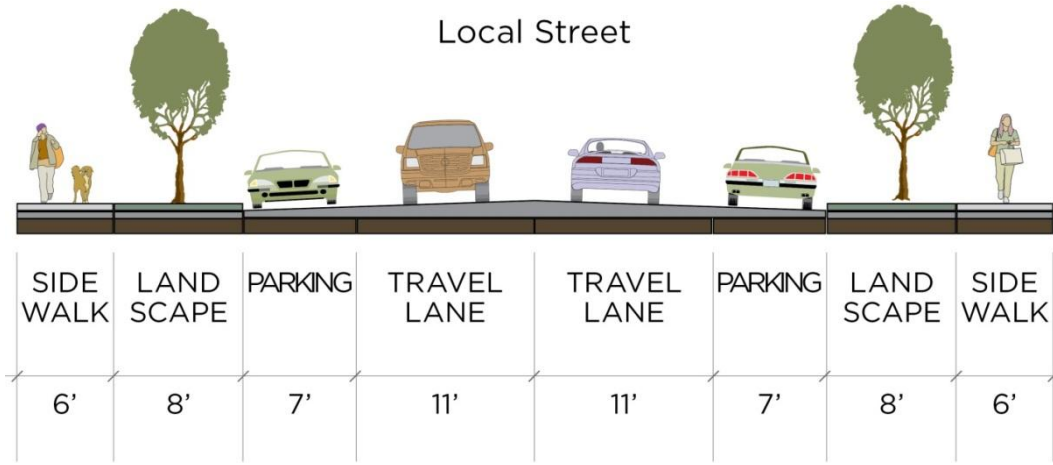 Local Street
SIDE WALK
LAND SCAPE
PARKING
TRAVEL LANE
TRAVEL LANE
PARKING
LAND SCAPE
SIDE WALK
6’ 8’ 7’ 11’ 11’ 7’ 8’ 6’